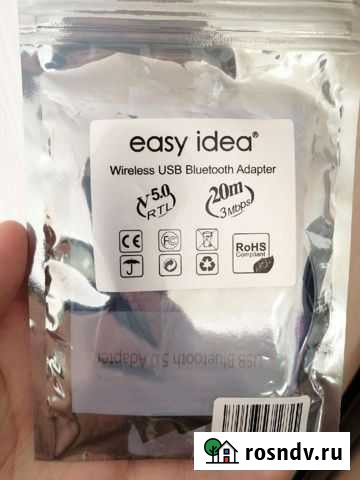 easy idea®
Wireless USB Bluetooth Adapter
V5.0 RTL
20m 3Mbps
CE FC RoHS
Compliant
USB Bluetooth 5.0 Adapter
rosndv.ru